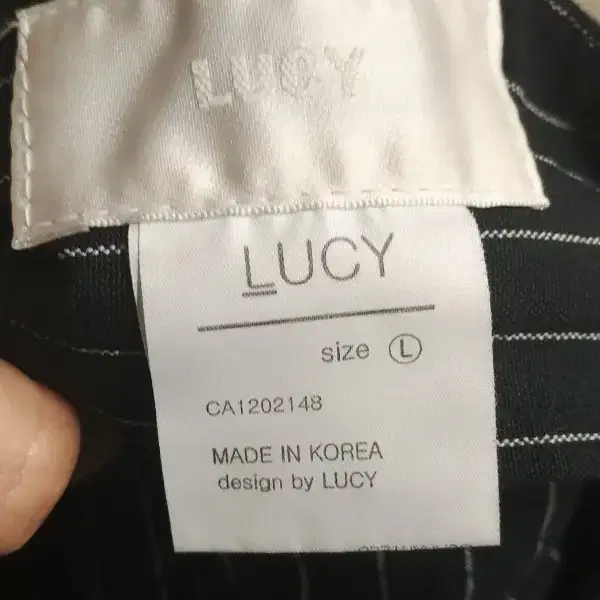 LUCY
LUCY
size Ⓛ
CA1202148
MADE IN KOREA
design by LUCY